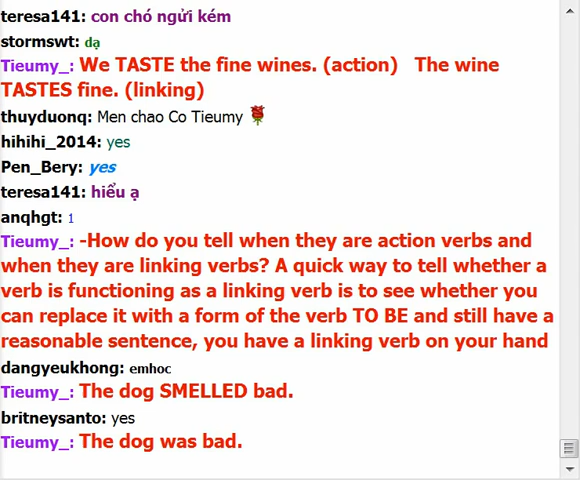 teresa141: con chó ngửi kém
stormswt: dạ
Tieumy_: We TASTE the fine wines. (action) The wine
TASTES fine. (linking)
thuyduonq: Men chao Co Tieumy
hihihi_2014: yes
Pen_Bery: yes
teresa141: hiểu ạ
anqhgt: 1
Tieumy_: -How do you tell when they are action verbs and
when they are linking verbs? A quick way to tell whether a
verb is functioning as a linking verb is to see whether you
can replace it with a form of the verb TO BE and still have a
reasonable sentence, you have a linking verb on your hand
dangyeukhong: emhoc
Tieumy_: The dog SMELLED bad.
britneysanto: yes
Tieumy_: The dog was bad.